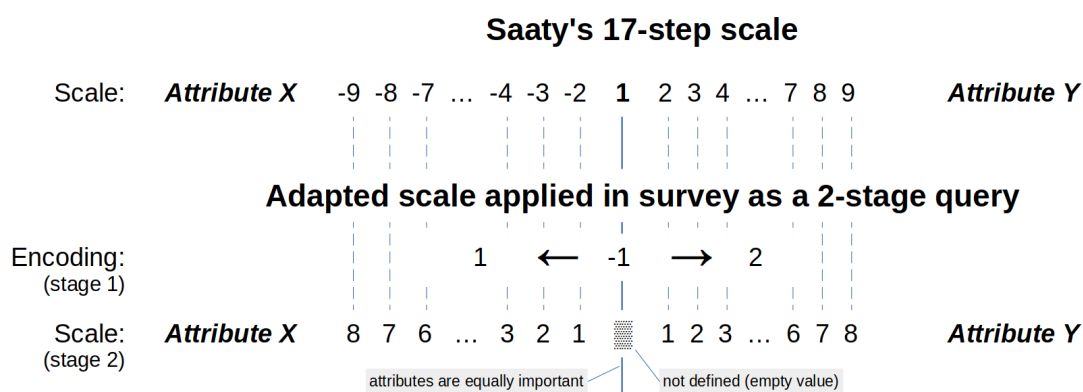 Saaty's 17-step scale
Scale: Attribute X -9 -8 -7 … -4 -3 -2 1 2 3 4 … 7 8 9 Attribute Y
Adapted scale applied in survey as a 2-stage query
Encoding: 1 ← -1 → 2
(stage 1)
Scale: Attribute X 8 7 6 … 3 2 1 ▒ 1 2 3 … 6 7 8 Attribute Y
(stage 2)
attributes are equally important not defined (empty value)